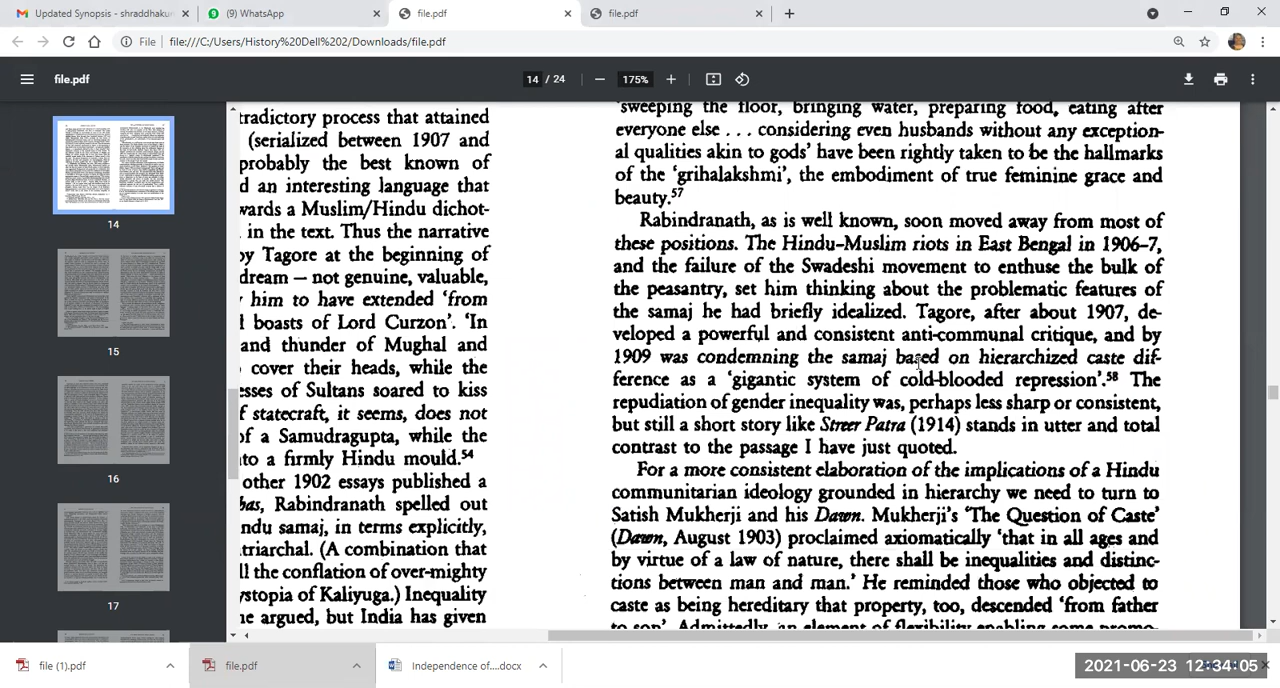 Updated Synopsis - shraddhakun
(9) WhatsApp
file.pdf
file.pdf
File
file:///C:/Users/History%20Dell%202/Downloads/file.pdf
file.pdf
14 / 24
175%
14
15
16
17
tradictory process that attained
(serialized between 1907 and
probably the best known of
an interesting language that
wards a Muslim/Hindu dichot-
in the text. Thus the narrative
by Tagore at the beginning of
dream — not genuine, valuable,
him to have extended 'from
boasts of Lord Curzon'. 'In
and thunder of Mughal and
cover their heads, while the
esses of Sultans soared to kiss
f statecraft, it seems, does not
of a Samudragupta, while the
to a firmly Hindu mould.54
other 1902 essays published a
Rabindranath spelled out
ndu samaj, in terms explicitly,
triarchal. (A combination that
ll the conflation of over-mighty
ystopia of Kaliyuga.) Inequality
he argued, but India has given
'sweeping the floor, bringing water, preparing food, eating after
everyone else . . . considering even husbands without any exception-
al qualities akin to gods' have been rightly taken to be the hallmarks
of the 'grihalakshmi', the embodiment of true feminine grace and
beauty.57
Rabindranath, as is well known, soon moved away from most of
these positions. The Hindu-Muslim riots in East Bengal in 1906-7,
and the failure of the Swadeshi movement to enthuse the bulk of
the peasantry, set him thinking about the problematic features of
the samaj he had briefly idealized. Tagore, after about 1907, de-
veloped a powerful and consistent anti-communal critique, and by
1909 was condemning the samaj based on hierarchized caste dif-
ference as a 'gigantic system of cold-blooded repression'.58 The
repudiation of gender inequality was, perhaps less sharp or consistent,
but still a short story like Streer Patra (1914) stands in utter and total
contrast to the passage I have just quoted.
For a more consistent elaboration of the implications of a Hindu
communitarian ideology grounded in hierarchy we need to turn to
Satish Mukherji and his Dawn. Mukherji's 'The Question of Caste'
(Dawn, August 1903) proclaimed axiomatically 'that in all ages and
by virtue of a law of nature, there shall be inequalities and distinc-
tions between man and man.' He reminded those who objected to
caste as being hereditary that property, too, descended 'from father
to son'. Admittedly, an element of flexibility enabling some promo-
file (1).pdf
file.pdf
Independence of....docx
2021-06-23 12:34:05